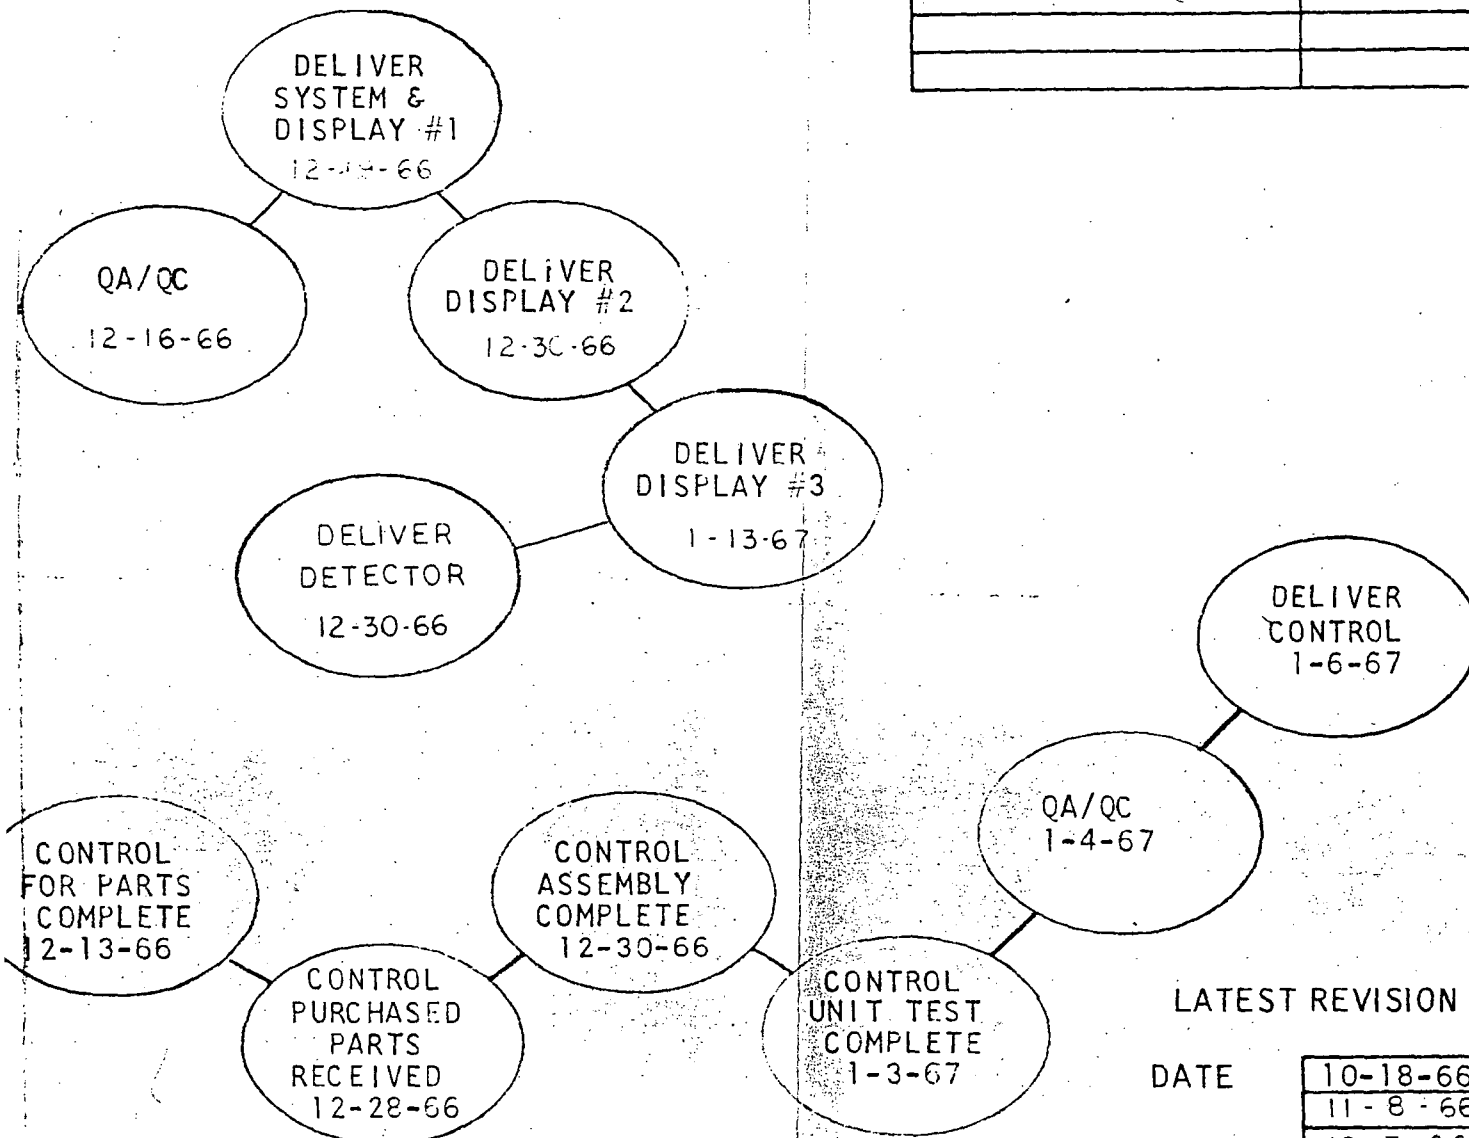 DELIVER
SYSTEM &
DISPLAY #1
QA/QC
12-16-66
DELIVER
DISPLAY #2
12-30-66
DELIVER
DISPLAY #3
1-13-67
DELIVER
DETECTOR
12-30-66
DELIVER
CONTROL
1-6-67
QA/QC
1-4-67
CONTROL
FOR PARTS
COMPLETE
12-13-66
CONTROL
PURCHASED
PARTS
RECEIVED
12-28-66
CONTROL
ASSEMBLY
COMPLETE
12-30-66
CONTROL
UNIT TEST
COMPLETE
1-3-67
LATEST REVISION
DATE
10-18-66
11-8-66